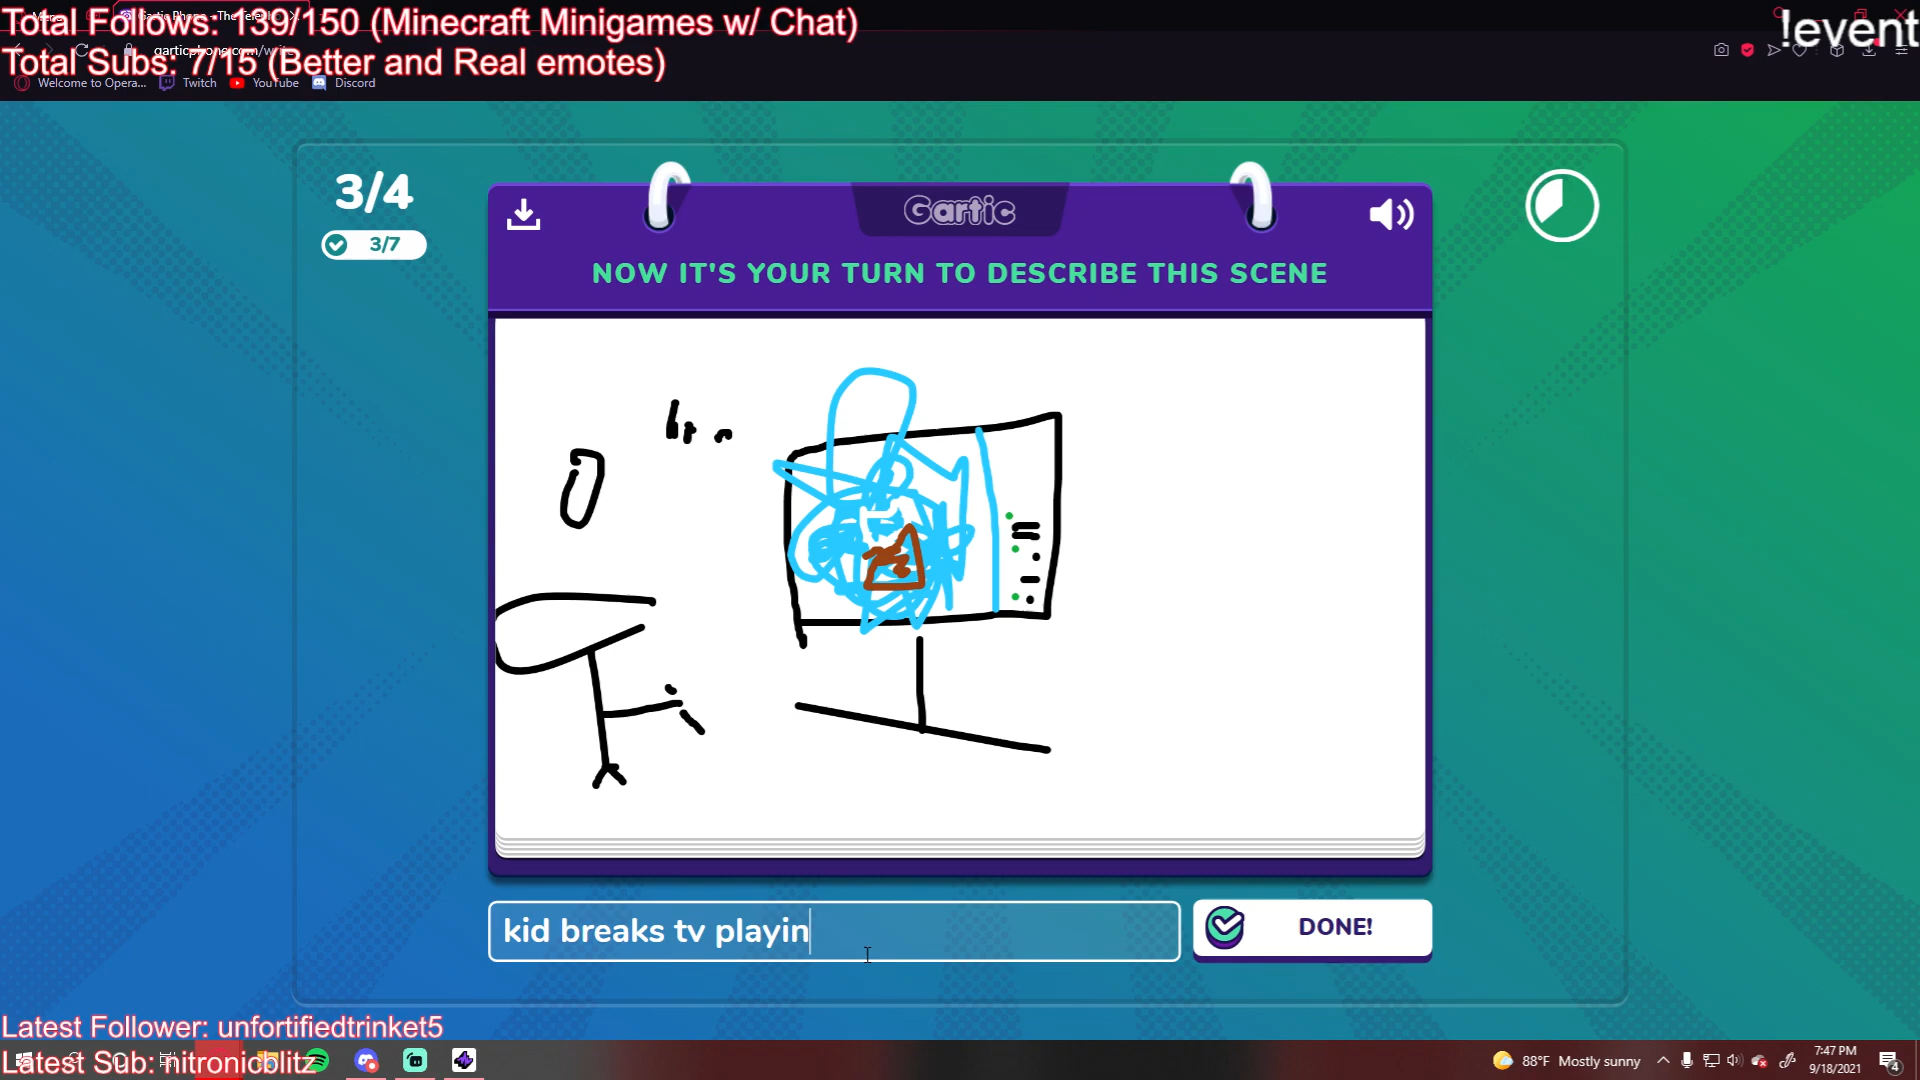 Total Follows: 139/150 (Minecraft Minigames w/ Chat)
!event
Total Subs: 7/15 (Better and Real emotes)
Welcome to Opera...
Twitch
YouTube
Discord
3/4
3/7
Gartic
NOW IT'S YOUR TURN TO DESCRIBE THIS SCENE
kid breaks tv playin
DONE!
Latest Follower: unfortifiedtrinket5
Latest Sub: nitronicblitz
88°F Mostly sunny
7:47 PM
9/18/2021
4